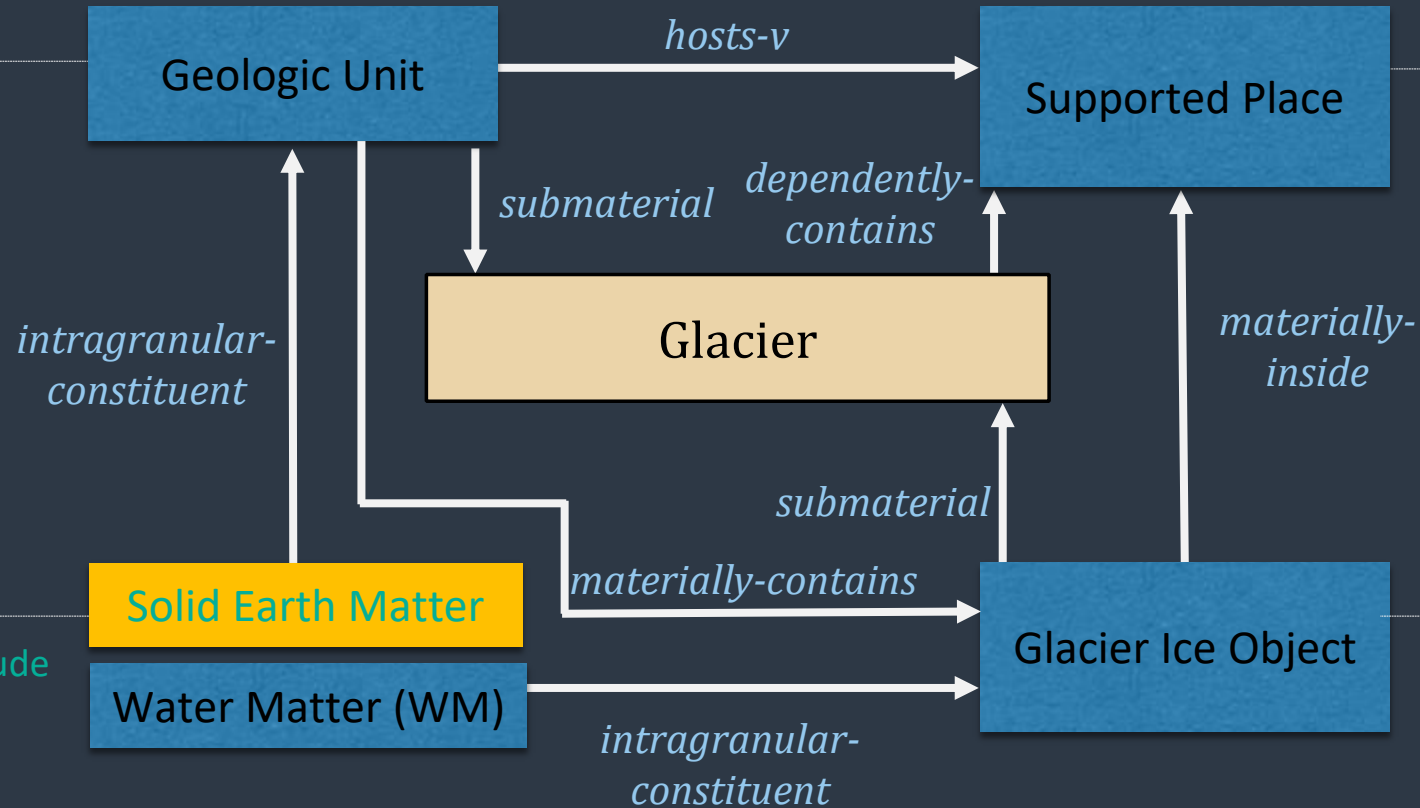 hosts-v
Geologic Unit
Supported Place
submaterial
dependently-
contains
intragranular-
constituent
Glacier
materially-
inside
submaterial
materially-contains
Solid Earth Matter
Glacier Ice Object
Water Matter (WM)
intragranular-
constituent